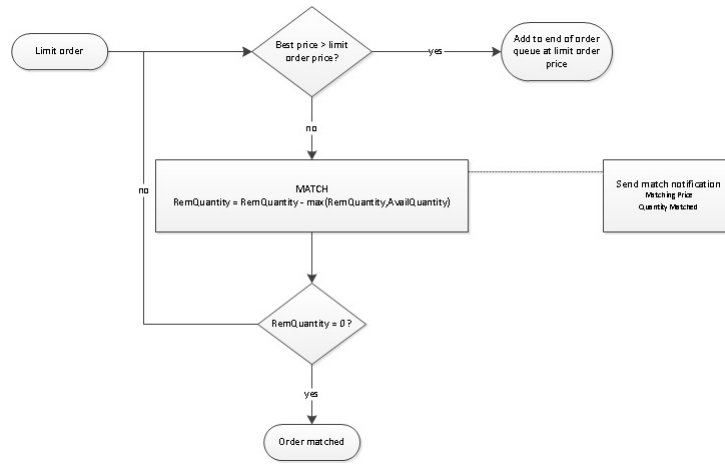 Limit order
Best price > limit
order price?
yes
Add to end of order
queue at limit order
price
no
no
MATCH
RemQuantity = RemQuantity - max(RemQuantity,AvailQuantity)
Send match notification
Matching Price
Quantity Matched
RemQuantity = 0?
yes
Order matched